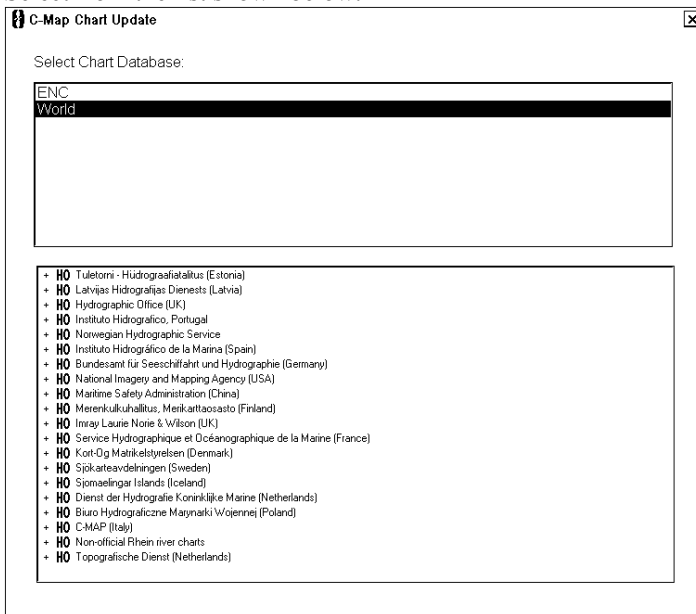 C-Map Chart Update
Select Chart Database:
ENC
World
+ HO Tuletorni - Hüdrograafiatalitus (Estonia)
+ HO Latvijas Hidrografijas Dienests (Latvia)
+ HO Hydrographic Office (UK)
+ HO Instituto Hidrografico, Portugal
+ HO Norwegian Hydrographic Service
+ HO Instituto Hidrográfico de la Marina (Spain)
+ HO Bundesamt für Seeschiffahrt und Hydrographie (Germany)
+ HO National Imagery and Mapping Agency (USA)
+ HO Maritime Safety Administration (China)
+ HO Merenkulkuhallitus, Merikarttaosasto (Finland)
+ HO Imray Laurie Norie & Wilson (UK)
+ HO Service Hydrographique et Océanographique de la Marine (France)
+ HO Kort-Og Matrikelstyrelsen (Denmark)
+ HO Sjökarteavdelningen (Sweden)
+ HO Sjomaelingar Islands (Iceland)
+ HO Dienst der Hydrografie Koninklijke Marine (Netherlands)
+ HO Biuro Hydrograficzne Marynarki Wojennej (Poland)
+ HO C-MAP (Italy)
+ HO Non-official Rhein river charts
+ HO Topografische Dienst (Netherlands)